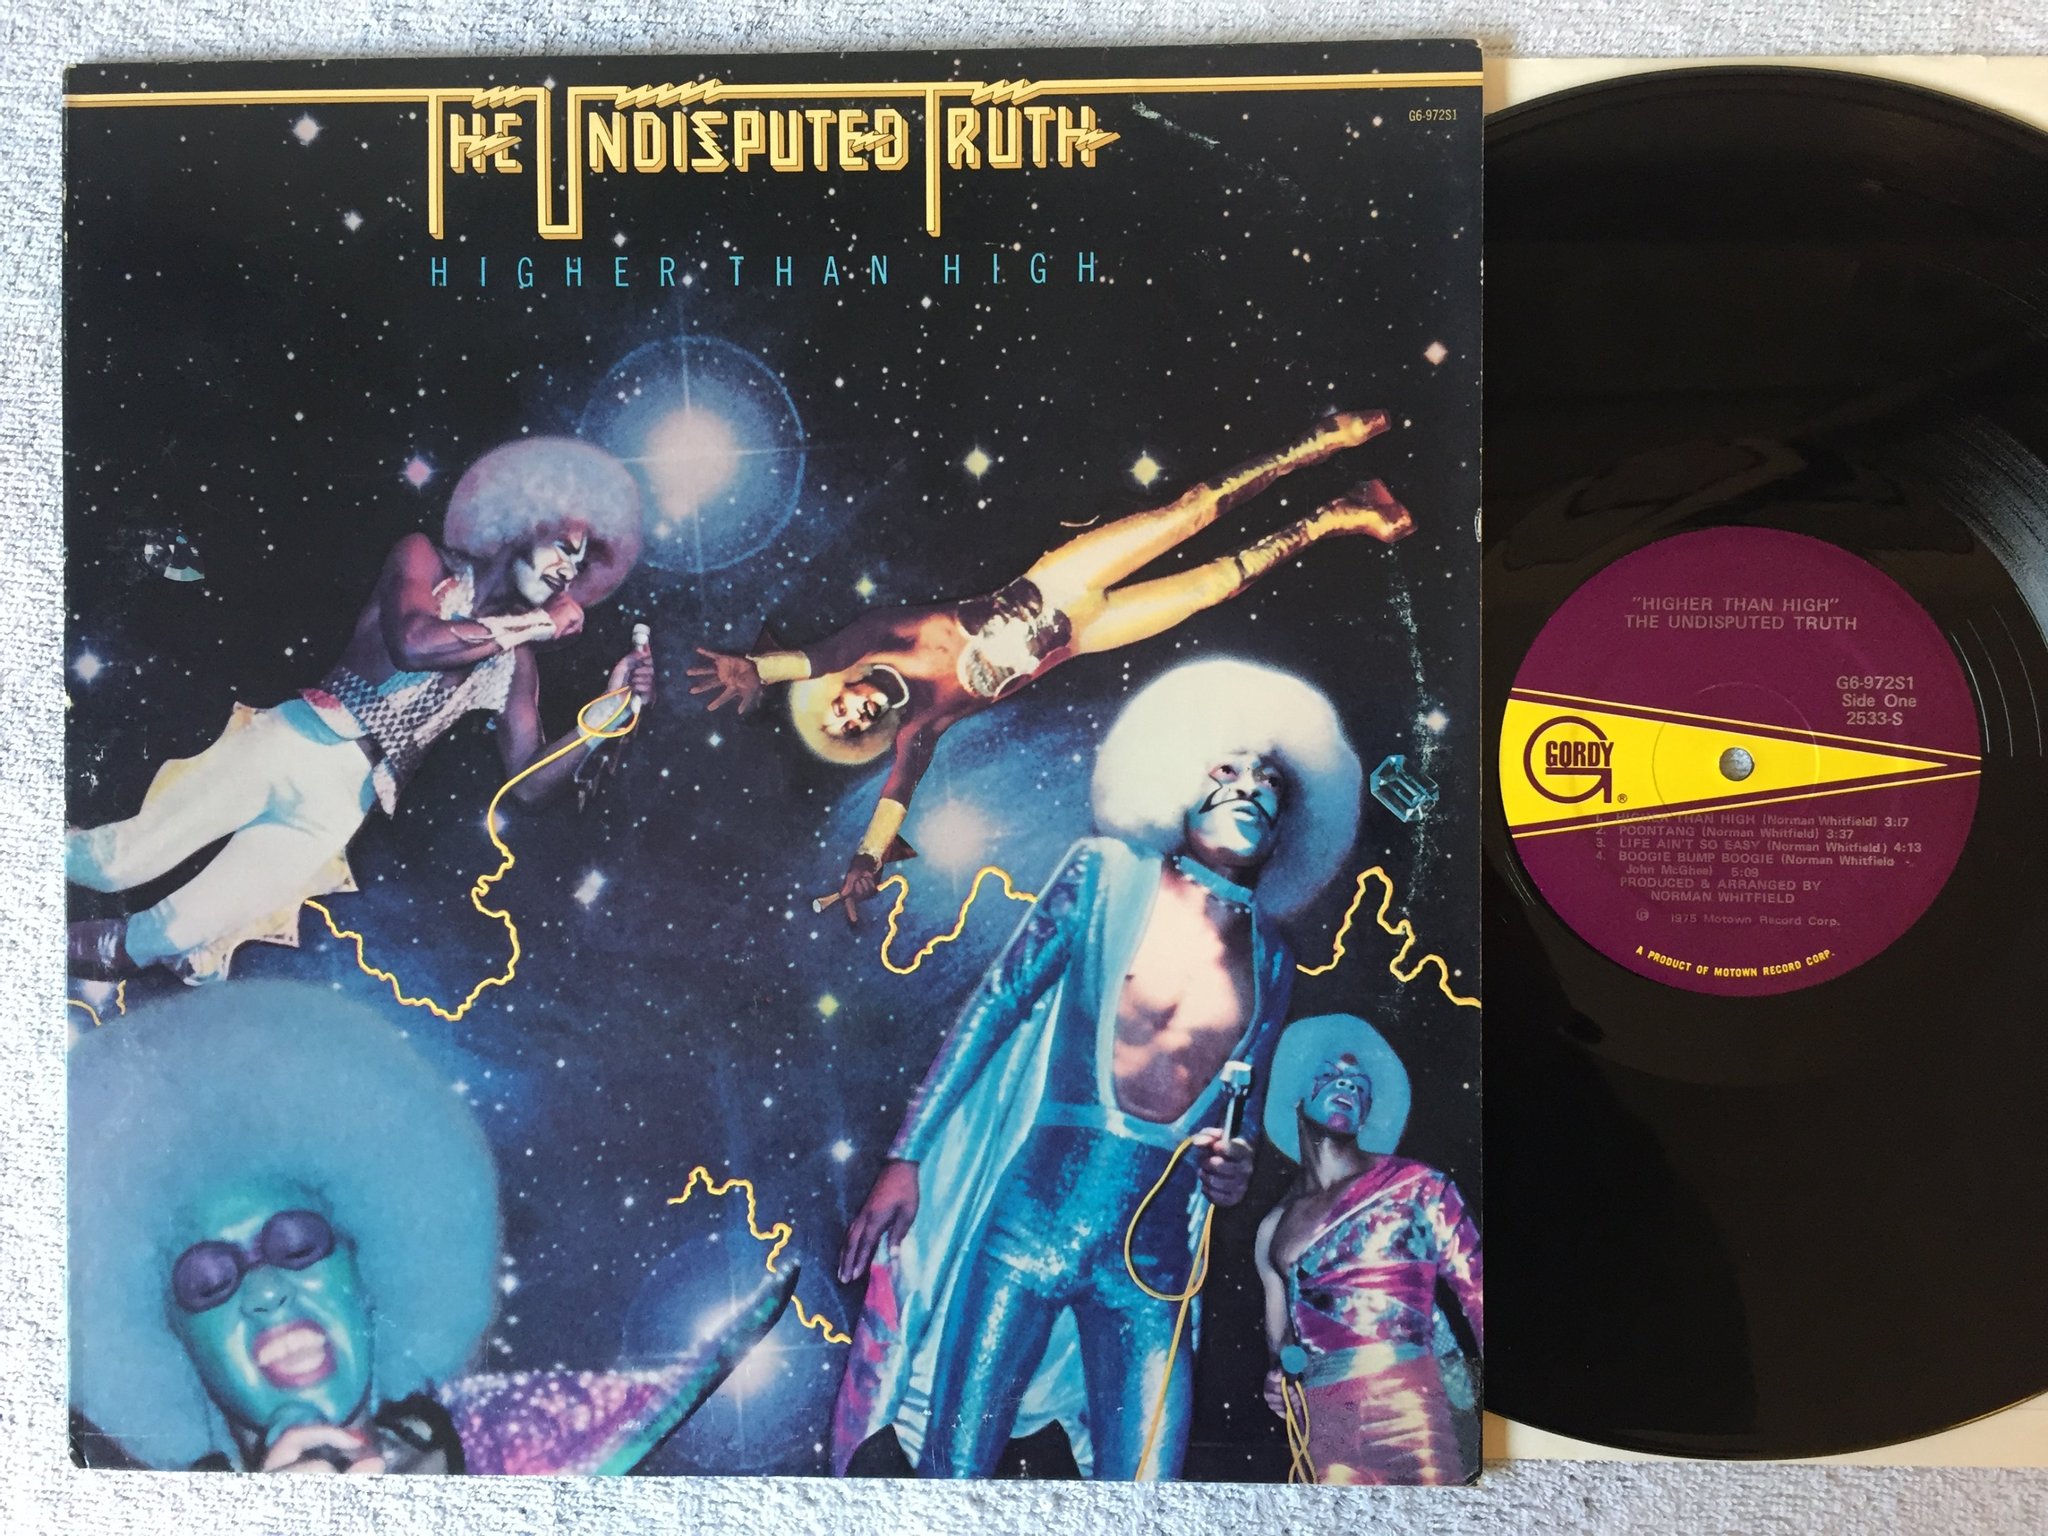 THE UNDISPUTED TRUTH
G6-972S1
HIGHER THAN HIGH
"HIGHER THAN HIGH"
THE UNDISPUTED TRUTH
G6-972S1
Side One
2533-S
GORDY
®
1. HIGHER THAN HIGH (Norman Whitfield) 3:17
2. POONTANG (Norman Whitfield) 3:37
3. LIFE AIN'T SO EASY (Norman Whitfield) 4:13
4. BOOGIE BUMP BOOGIE (Norman Whitfield -
John McGhee) 5:09
PRODUCED & ARRANGED BY
NORMAN WHITFIELD
℗ 1975 Motown Record Corp.
A PRODUCT OF MOTOWN RECORD CORP.